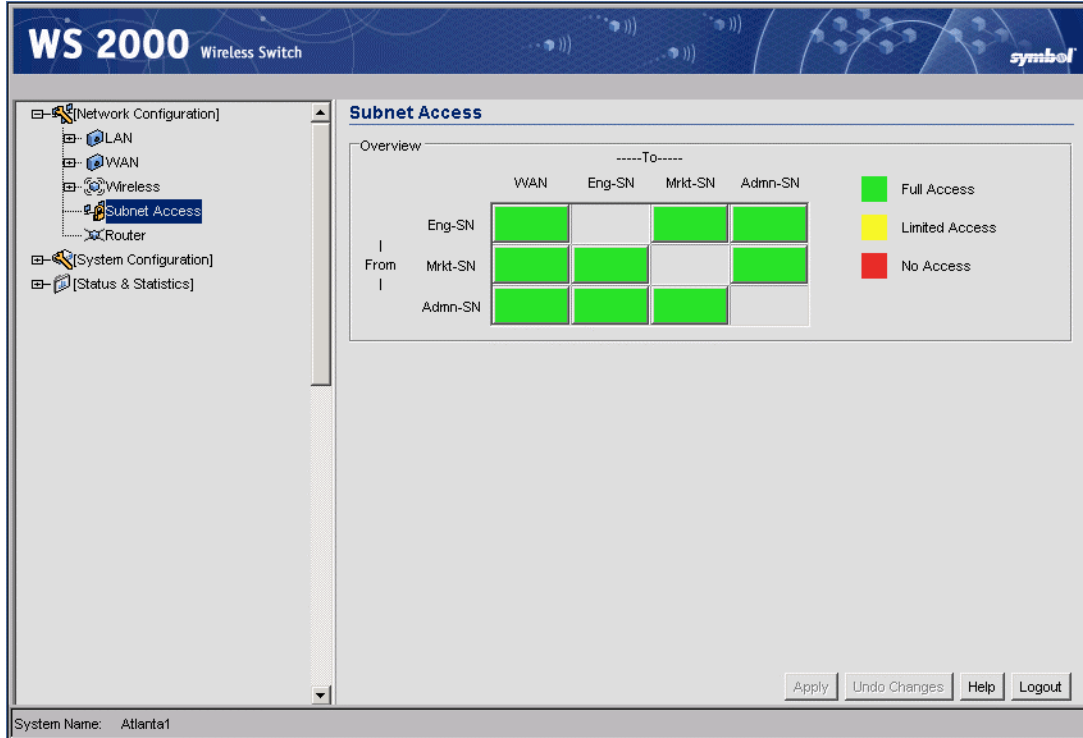 WS 2000 Wireless Switch
symbol
[Network Configuration]
LAN
WAN
Wireless
Subnet Access
Router
[System Configuration]
[Status & Statistics]
Subnet Access
Overview
-----To-----
WAN Eng-SN Mrkt-SN Admn-SN
Eng-SN
From Mrkt-SN
Admn-SN
Full Access
Limited Access
No Access
Apply Undo Changes Help Logout
System Name: Atlanta1